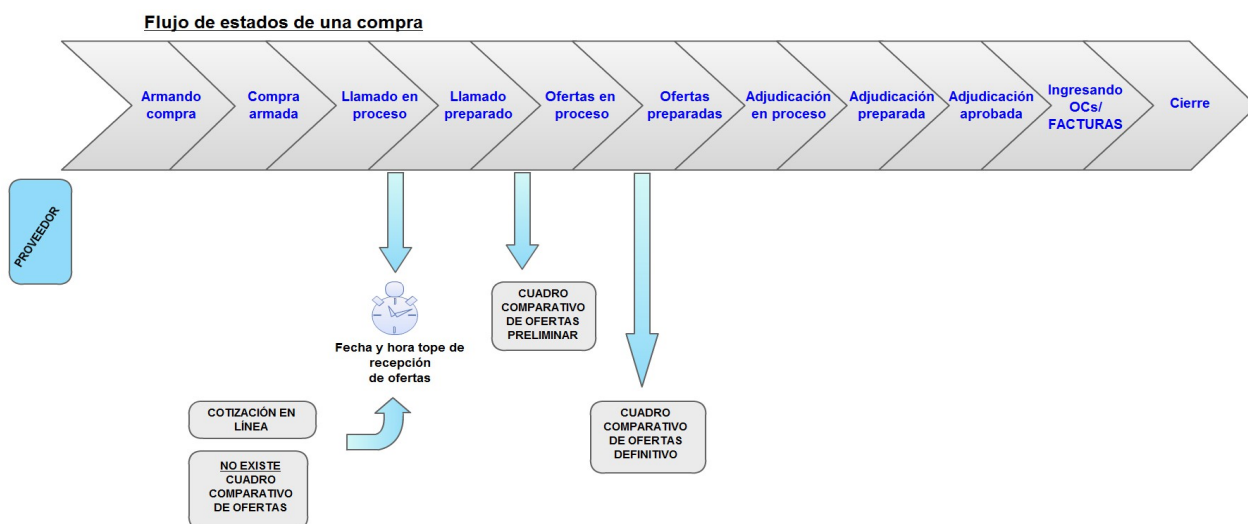 Flujo de estados de una compra
Armando
compra
Compra
armada
Llamado en
proceso
Llamado
preparado
Ofertas en
proceso
Ofertas
preparadas
Adjudicación
en proceso
Adjudicación
preparada
Adjudicación
aprobada
Ingresando
OCs/
FACTURAS
Cierre
PROVEEDOR
Fecha y hora tope de
recepción
de ofertas
CUADRO
COMPARATIVO
DE OFERTAS
PRELIMINAR
COTIZACIÓN EN
LÍNEA
NO EXISTE
CUADRO
COMPARATIVO
DE OFERTAS
CUADRO
COMPARATIVO
DE OFERTAS
DEFINITIVO